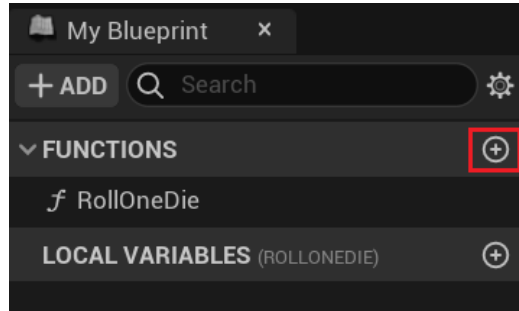 My Blueprint ×
+ ADD Search
FUNCTIONS
f RollOneDie
LOCAL VARIABLES (ROLLONEDIE)